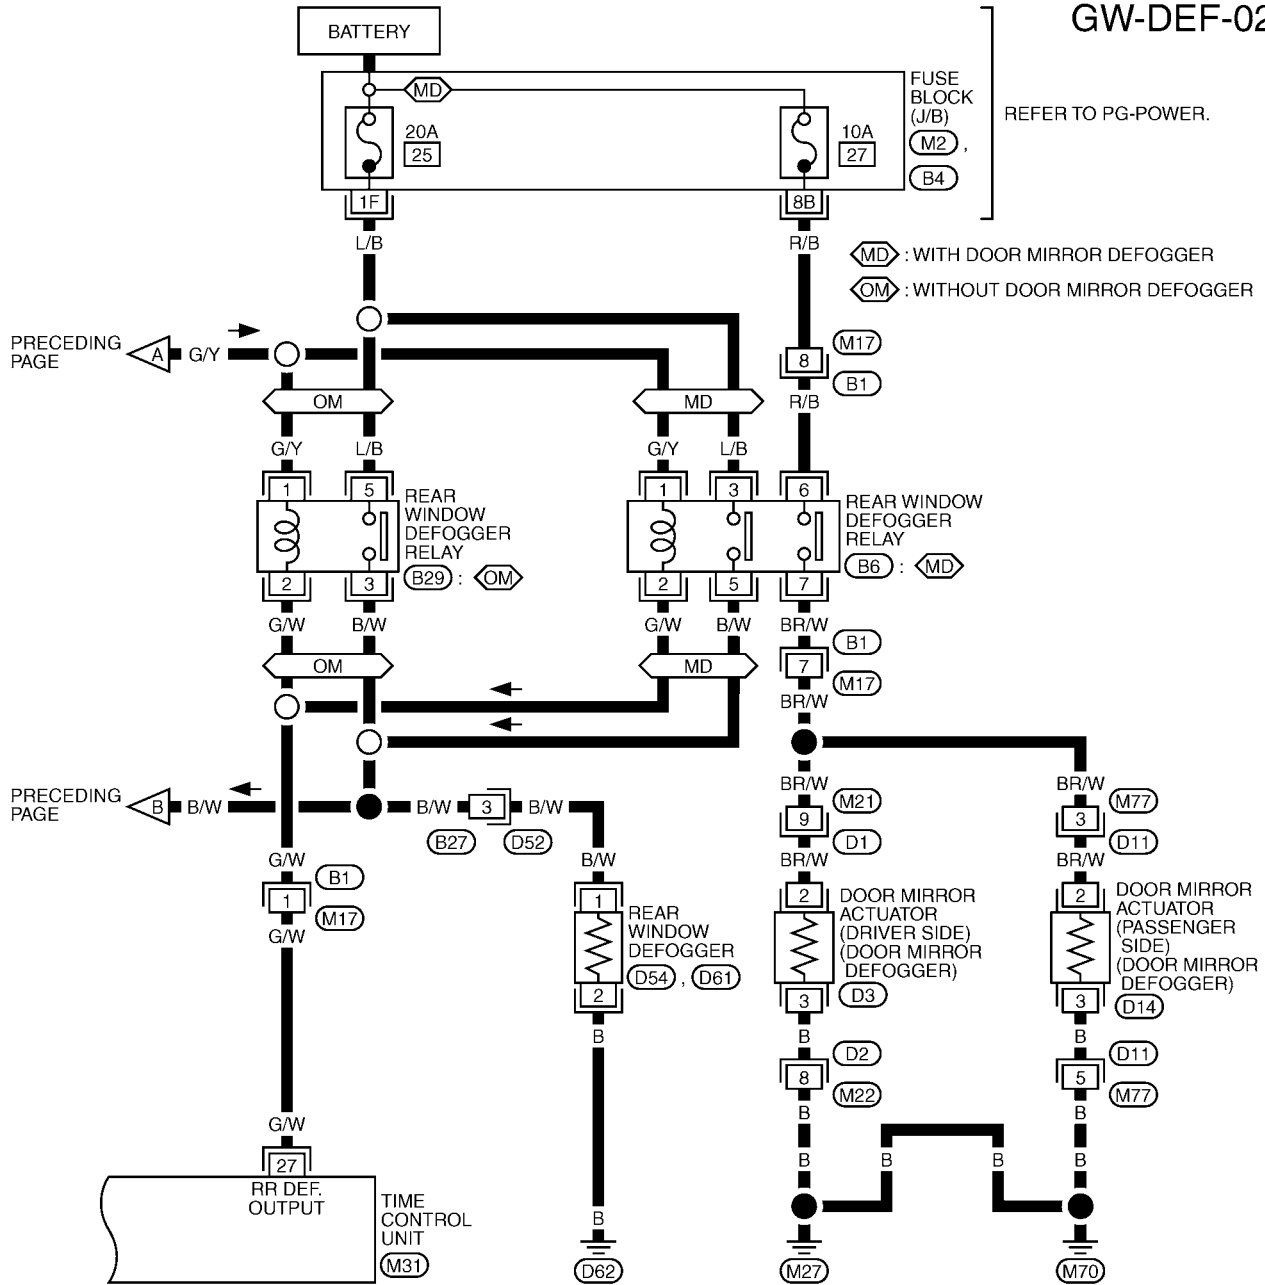 GW-DEF-02
BATTERY
MD
FUSE
BLOCK
(J/B)
M2 ,
B4
REFER TO PG-POWER.
20A
25
10A
27
1F
8B
L/B
R/B
MD : WITH DOOR MIRROR DEFOGGER
OM : WITHOUT DOOR MIRROR DEFOGGER
PRECEDING
PAGE
A
G/Y
8
M17
B1
R/B
OM
MD
G/Y
L/B
G/Y
L/B
1
5
REAR
WINDOW
DEFOGGER
RELAY
B29 : OM
2
3
1
3
6
REAR WINDOW
DEFOGGER
RELAY
B6 : MD
2
5
7
G/W
B/W
G/W
B/W
BR/W
OM
MD
7
B1
M17
BR/W
PRECEDING
PAGE
B
B/W
B/W
3
B/W
B27
D52
BR/W
9
M21
D1
BR/W
BR/W
3
M77
D11
BR/W
G/W
1
B1
M17
G/W
B/W
1
REAR
WINDOW
DEFOGGER
D54 , D61
2
B
2
DOOR MIRROR
ACTUATOR
(DRIVER SIDE)
(DOOR MIRROR
DEFOGGER)
D3
3
B
2
DOOR MIRROR
ACTUATOR
(PASSENGER
SIDE)
(DOOR MIRROR
DEFOGGER)
D14
3
B
8
D2
M22
B
5
D11
M77
B
G/W
27
RR DEF.
OUTPUT
TIME
CONTROL
UNIT
M31
B
D62
B
B
B
B
M27
M70